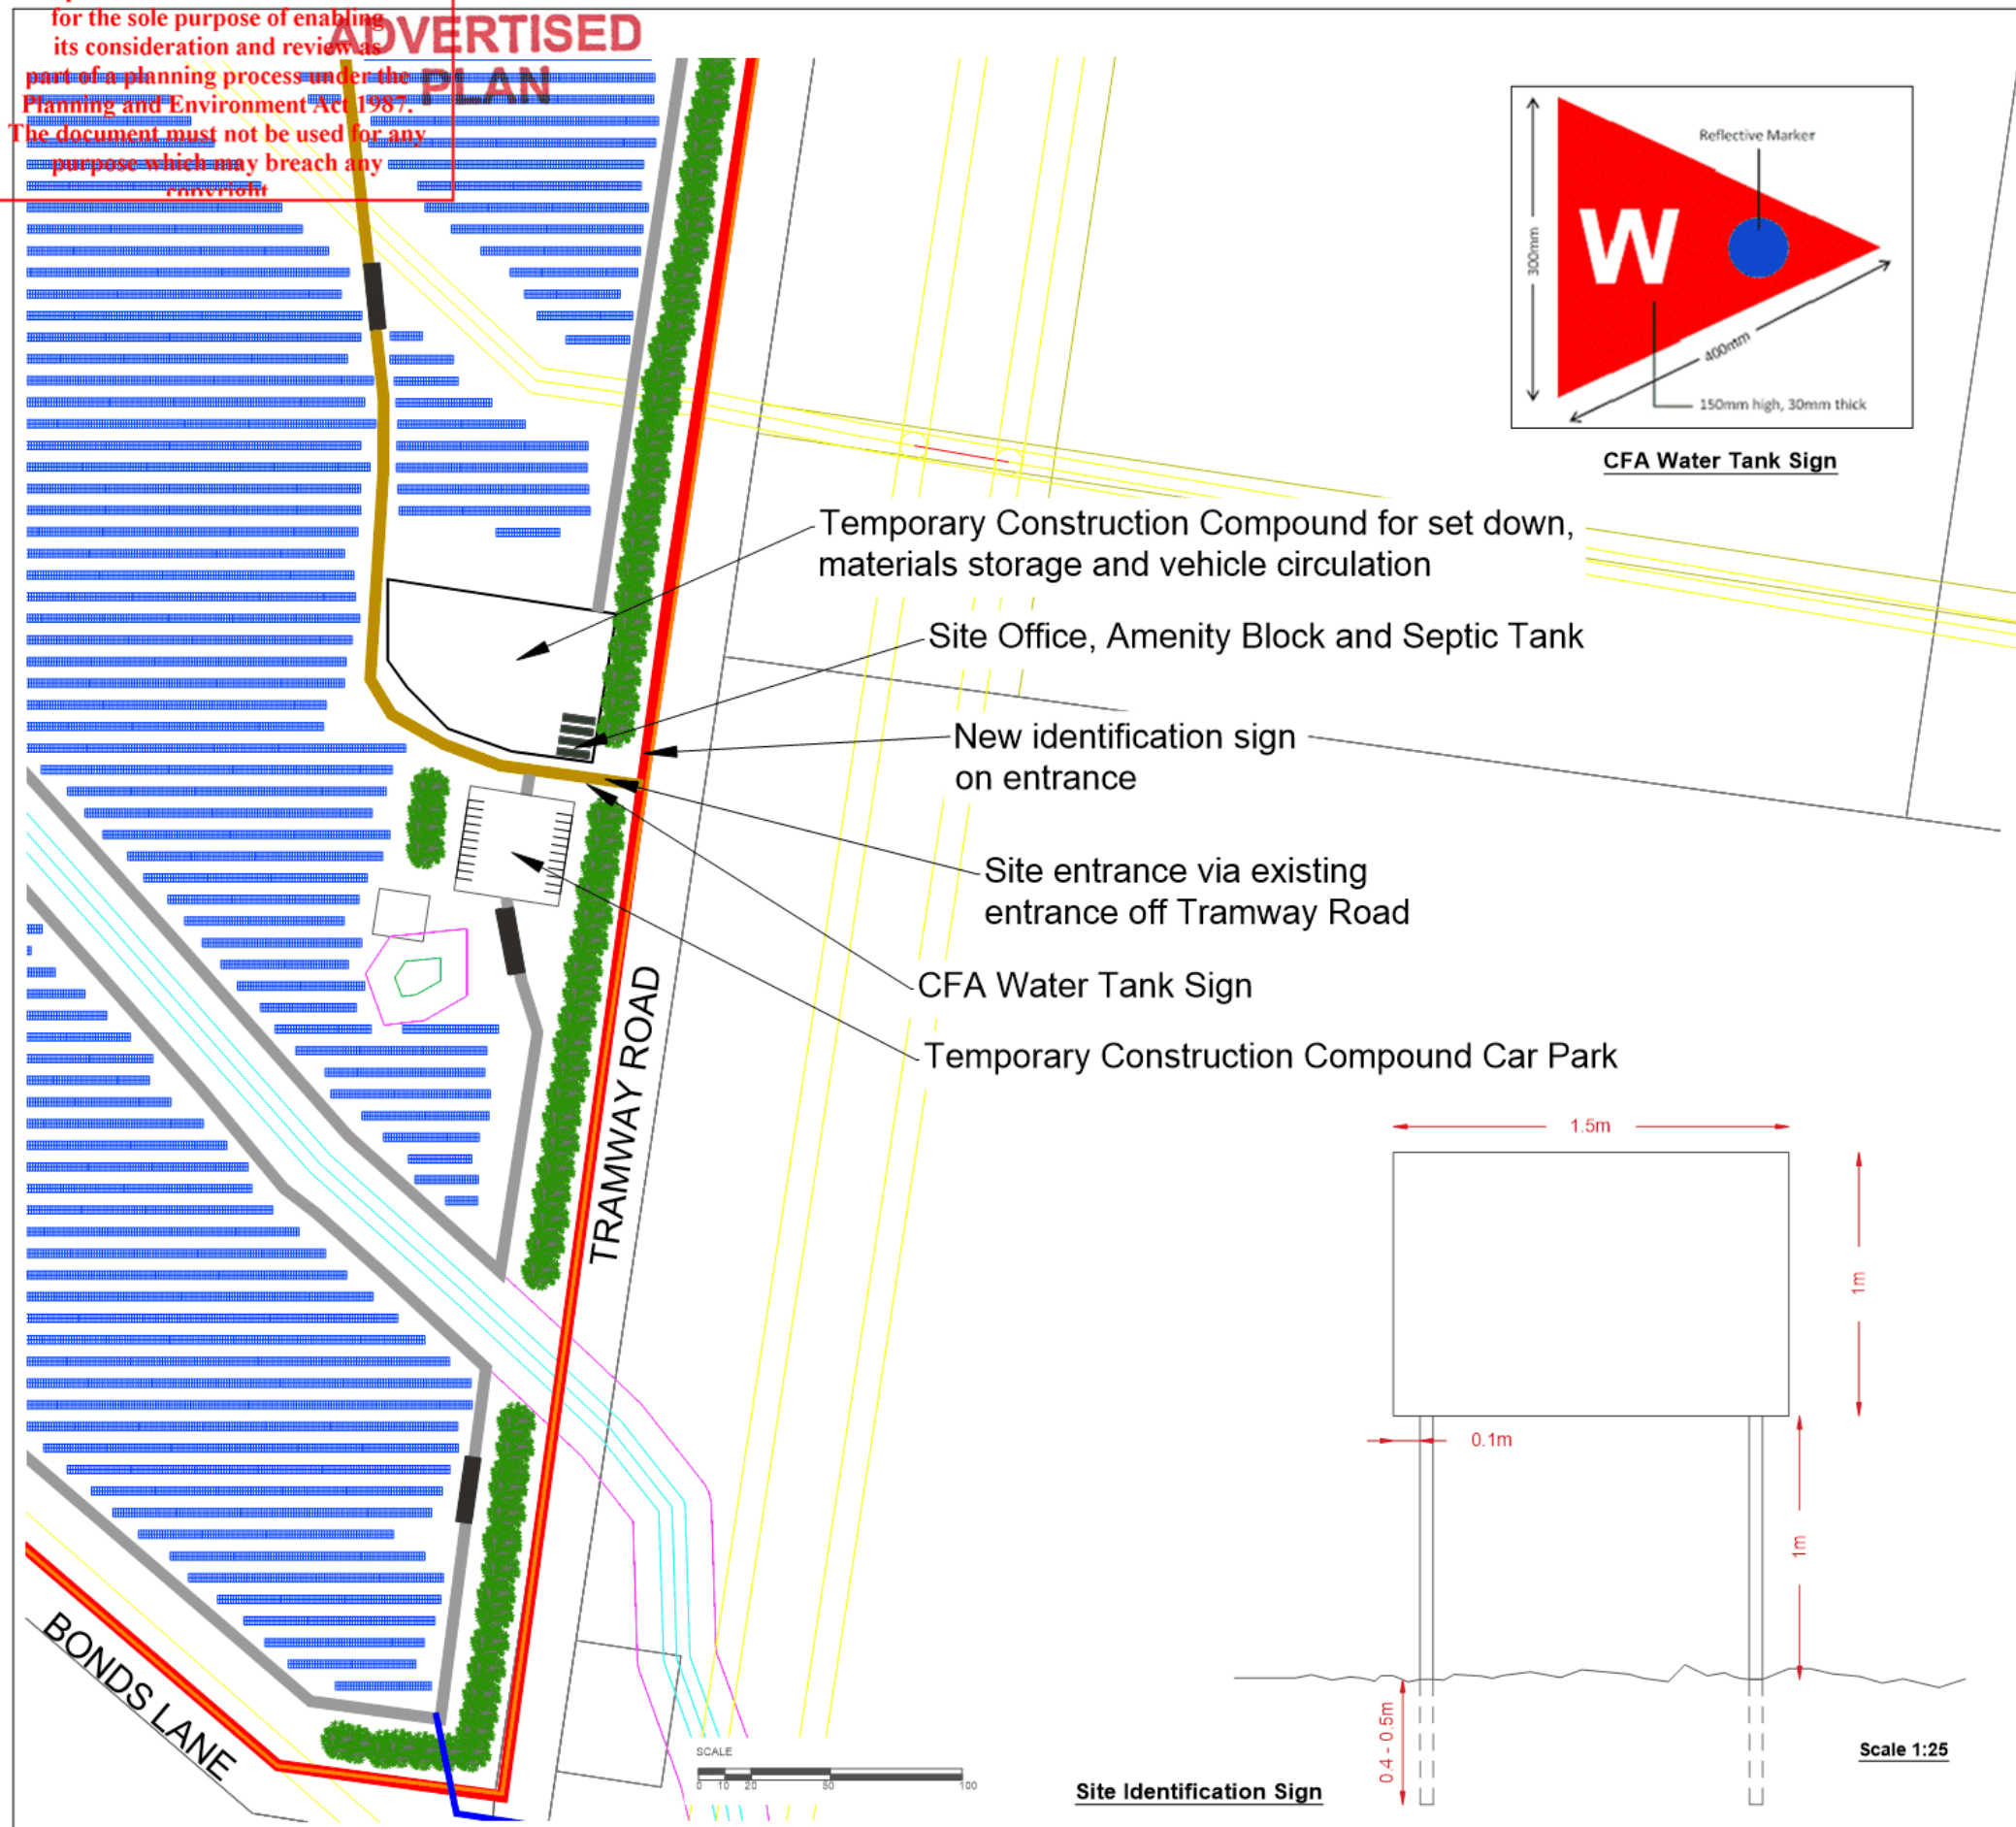 for the sole purpose of enabling
its consideration and review as
part of a planning process under the
Planning and Environment Act 1987.
The document must not be used for any
purpose which may breach any
copyright
ADVERTISED
PLAN
Reflective Marker
W
300mm
400mm
150mm high, 30mm thick
CFA Water Tank Sign
Temporary Construction Compound for set down,
materials storage and vehicle circulation
Site Office, Amenity Block and Septic Tank
New identification sign
on entrance
Site entrance via existing
entrance off Tramway Road
CFA Water Tank Sign
Temporary Construction Compound Car Park
TRAMWAY ROAD
BONDS LANE
1.5m
1m
0.1m
1m
0.4 - 0.5m
Scale 1:25
Site Identification Sign
SCALE
0 10 20 50 100